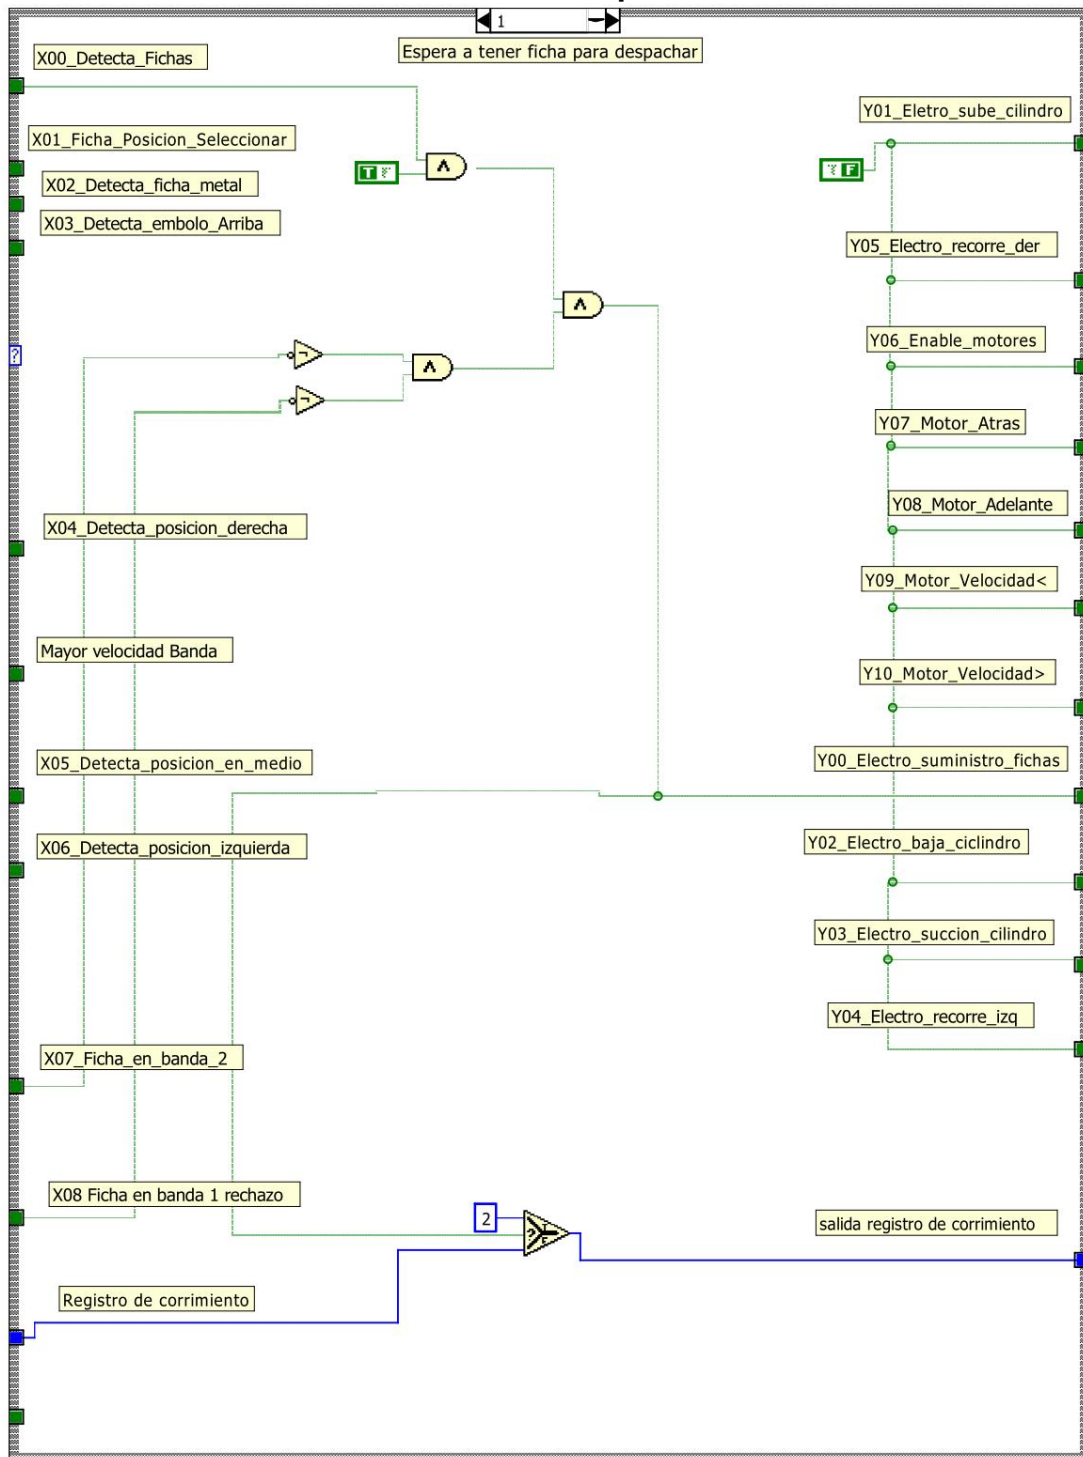 1
Espera a tener ficha para despachar
X00_Detecta_Fichas
Y01_Eletro_sube_cilindro
X01_Ficha_Posicion_Seleccionar
T F
X02_Detecta_ficha_metal
X03_Detecta_embolo_Arriba
Y05_Electro_recorre_der
?
Y06_Enable_motores
Y07_Motor_Atras
X04_Detecta_posicion_derecha
Y08_Motor_Adelante
Y09_Motor_Velocidad<
Mayor velocidad Banda
Y10_Motor_Velocidad>
X05_Detecta_posicion_en_medio
Y00_Electro_suministro_fichas
X06_Detecta_posicion_izquierda
Y02_Electro_baja_ciclindro
Y03_Electro_succion_cilindro
Y04_Electro_recorre_izq
X07_Ficha_en_banda_2
X08 Ficha en banda 1 rechazo
2
?
salida registro de corrimiento
Registro de corrimiento